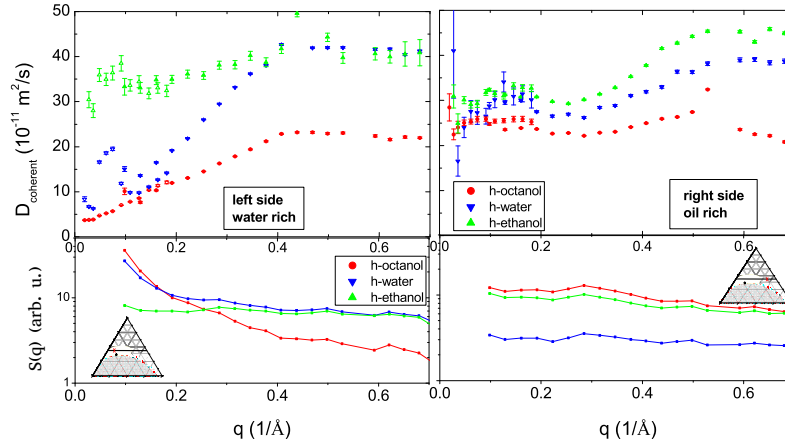 50
40
30
20
10
0
D_coherent (10⁻¹¹ m²/s)
left side
water rich
h-octanol
h-water
h-ethanol
right side
oil rich
10
1
S(q) (arb. u.)
h-octanol
h-water
h-ethanol
0.0 0.2 0.4 0.6
0.0 0.2 0.4 0.6
q (1/Å)
q (1/Å)